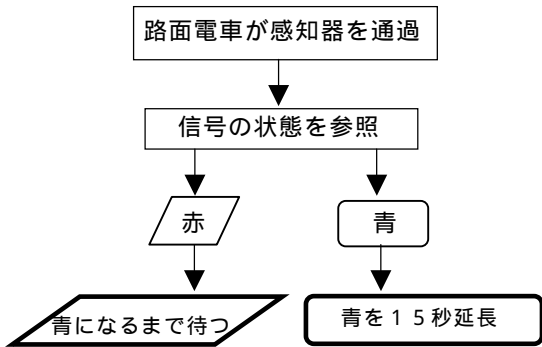 路面電車が感知器を通過
信号の状態を参照
赤
青
青になるまで待つ
青を１５秒延長